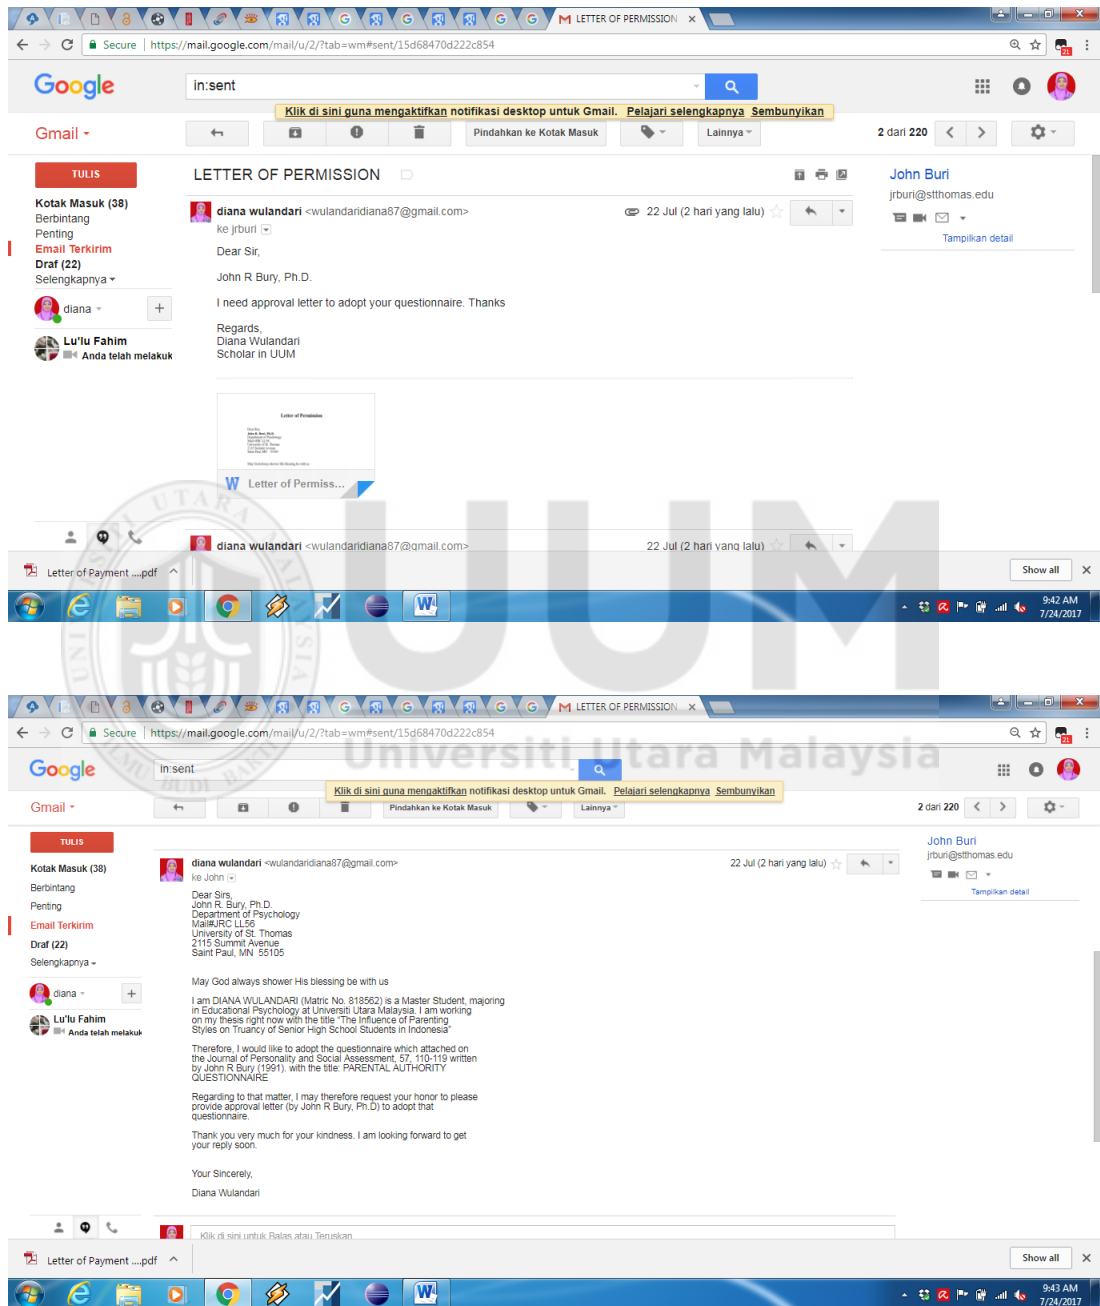 LETTER OF PERMISSION
Secure https://mail.google.com/mail/u/2/?tab=wm#sent/15d68470d222c854
21
Google in:sent
Klik di sini guna mengaktifkan notifikasi desktop untuk Gmail. Pelajari selengkapnya Sembunyikan
Gmail Pindahkan ke Kotak Masuk Lainnya 2 dari 220
TULIS
Kotak Masuk (38)
Berbintang
Penting
Email Terkirim
Draf (22)
Selengkapnya
diana
Lu'lu Fahim
Anda telah melakuk
LETTER OF PERMISSION
diana wulandari <wulandaridiana87@gmail.com> 22 Jul (2 hari yang lalu)
ke jrburi
Dear Sir,
John R Bury, Ph.D.
I need approval letter to adopt your questionnaire. Thanks
Regards,
Diana Wulandari
Scholar in UUM
Letter of Permission
W Letter of Permiss...
diana wulandari <wulandaridiana87@gmail.com> 22 Jul (2 hari yang lalu)
John Buri
jrburi@stthomas.edu
Tampilkan detail
Letter of Payment ....pdf Show all
9:42 AM
7/24/2017
UUM
Universiti Utara Malaysia
UNIVERSITI UTARA MALAYSIA
ILMU BUDI BAKTI
LETTER OF PERMISSION
Secure https://mail.google.com/mail/u/2/?tab=wm#sent/15d68470d222c854
21
Google in:sent
Klik di sini guna mengaktifkan notifikasi desktop untuk Gmail. Pelajari selengkapnya Sembunyikan
Gmail Pindahkan ke Kotak Masuk Lainnya 2 dari 220
TULIS
Kotak Masuk (38)
Berbintang
Penting
Email Terkirim
Draf (22)
Selengkapnya
diana
Lu'lu Fahim
Anda telah melakuk
diana wulandari <wulandaridiana87@gmail.com> 22 Jul (2 hari yang lalu)
ke John
Dear Sirs,
John R. Bury, Ph.D.
Department of Psychology
Mail#JRC LL56
University of St. Thomas
2115 Summit Avenue
Saint Paul, MN 55105
May God always shower His blessing be with us
I am DIANA WULANDARI (Matric No. 818562) is a Master Student, majoring
in Educational Psychology at Universiti Utara Malaysia. I am working
on my thesis right now with the title "The Influence of Parenting
Styles on Truancy of Senior High School Students in Indonesia"
Therefore, I would like to adopt the questionnaire which attached on
the Journal of Personality and Social Assessment, 57, 110-119 written
by John R Bury (1991). with the title: PARENTAL AUTHORITY
QUESTIONNAIRE
Regarding to that matter, I may therefore request your honor to please
provide approval letter (by John R Bury, Ph.D) to adopt that
questionnaire.
Thank you very much for your kindness. I am looking forward to get
your reply soon.
Your Sincerely,
Diana Wulandari
Klik di sini untuk Balas atau Teruskan
John Buri
jrburi@stthomas.edu
Tampilkan detail
Letter of Payment ....pdf Show all
9:43 AM
7/24/2017